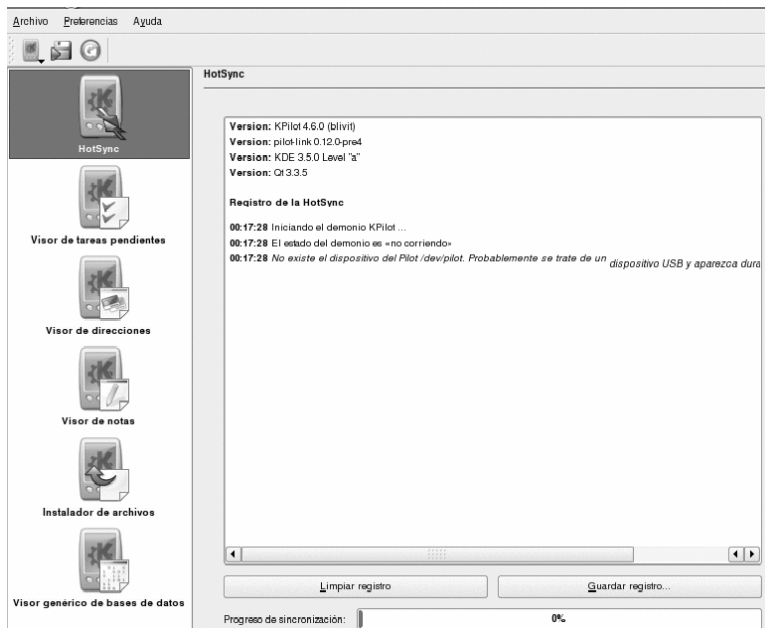 Archivo Preferencias Ayuda
HotSync
HotSync
Visor de tareas pendientes
Visor de direcciones
Visor de notas
Instalador de archivos
Visor genérico de bases de datos
Version: KPilot 4.6.0 (blivit)
Version: pilot-link 0.12.0-pre4
Version: KDE 3.5.0 Level "a"
Version: Qt 3.3.5
Registro de la HotSync
00:17:28 Iniciando el demonio KPilot ...
00:17:28 El estado del demonio es «no corriendo»
00:17:28 No existe el dispositivo del Pilot /dev/pilot. Probablemente se trate de un dispositivo USB y aparezca dura
Limpiar registro Guardar registro...
Progreso de sincronización: 0%